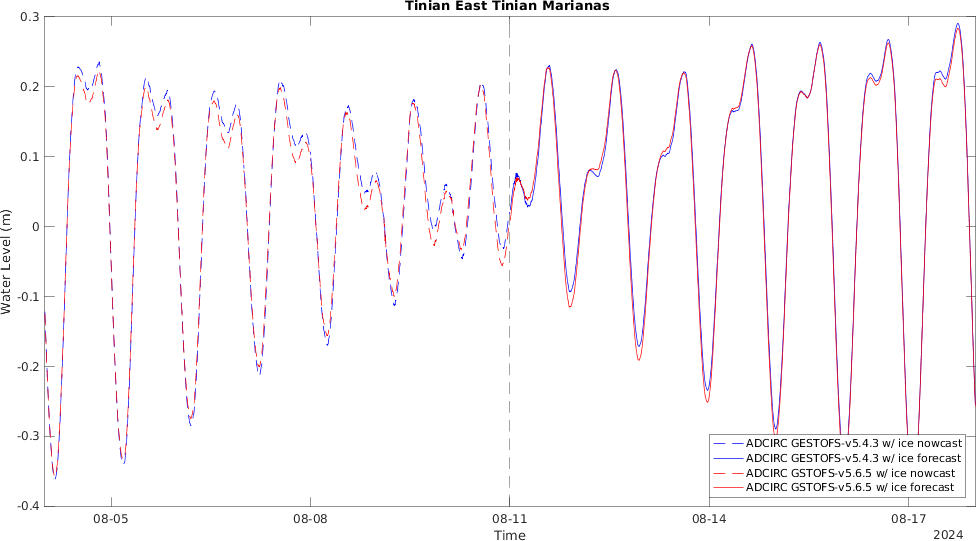 Tinian East Tinian Marianas
Water Level (m)
0.3
0.2
0.1
0
-0.1
-0.2
-0.3
-0.4
ADCIRC GESTOFS-v5.4.3 w/ ice nowcast
ADCIRC GESTOFS-v5.4.3 w/ ice forecast
ADCIRC GSTOFS-v5.6.5 w/ ice nowcast
ADCIRC GSTOFS-v5.6.5 w/ ice forecast
08-05 08-08 08-11 08-14 08-17
Time
2024